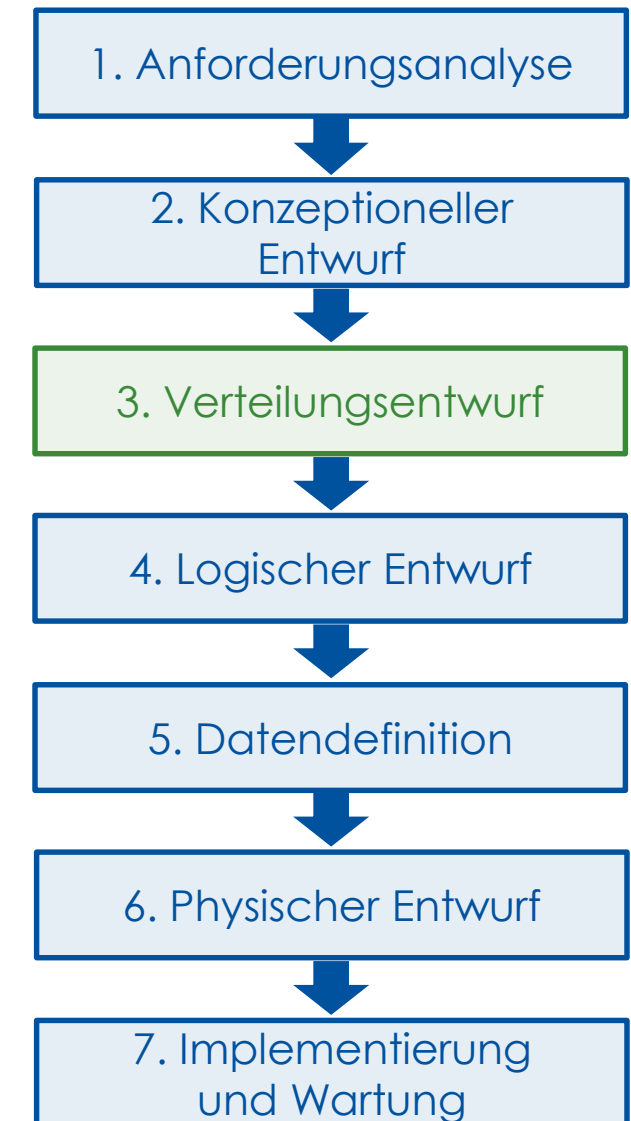 1. Anforderungsanalyse
2. Konzeptioneller
Entwurf
3. Verteilungsentwurf
4. Logischer Entwurf
5. Datendefinition
6. Physischer Entwurf
7. Implementierung
und Wartung